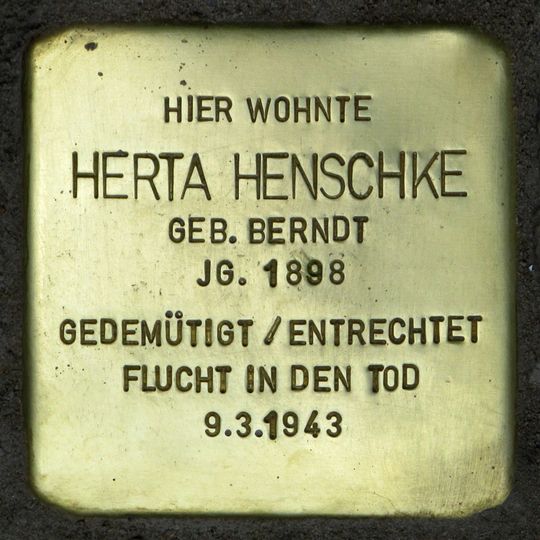 HIER WOHNTE
HERTA HENSCHKE
GEB. BERNDT
JG. 1898
GEDEMÜTIGT / ENTRECHTET
FLUCHT IN DEN TOD
9.3.1943